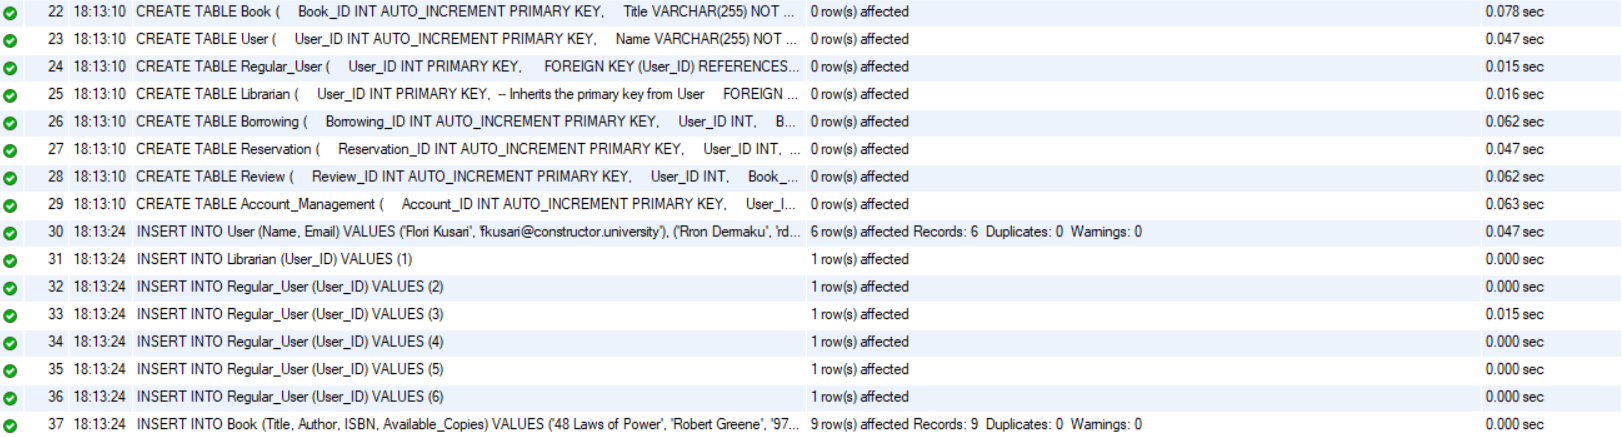 22 18:13:10 CREATE TABLE Book ( Book_ID INT AUTO_INCREMENT PRIMARY KEY, Title VARCHAR(255) NOT ... 0 row(s) affected 0.078 sec
23 18:13:10 CREATE TABLE User ( User_ID INT AUTO_INCREMENT PRIMARY KEY, Name VARCHAR(255) NOT ... 0 row(s) affected 0.047 sec
24 18:13:10 CREATE TABLE Regular_User ( User_ID INT PRIMARY KEY, FOREIGN KEY (User_ID) REFERENCES... 0 row(s) affected 0.015 sec
25 18:13:10 CREATE TABLE Librarian ( User_ID INT PRIMARY KEY, -- Inherits the primary key from User FOREIGN ... 0 row(s) affected 0.016 sec
26 18:13:10 CREATE TABLE Borrowing ( Borrowing_ID INT AUTO_INCREMENT PRIMARY KEY, User_ID INT, B... 0 row(s) affected 0.062 sec
27 18:13:10 CREATE TABLE Reservation ( Reservation_ID INT AUTO_INCREMENT PRIMARY KEY, User_ID INT, ... 0 row(s) affected 0.047 sec
28 18:13:10 CREATE TABLE Review ( Review_ID INT AUTO_INCREMENT PRIMARY KEY, User_ID INT, Book_... 0 row(s) affected 0.062 sec
29 18:13:10 CREATE TABLE Account_Management ( Account_ID INT AUTO_INCREMENT PRIMARY KEY, User_I... 0 row(s) affected 0.063 sec
30 18:13:24 INSERT INTO User (Name, Email) VALUES ('Flori Kusari', 'fkusari@constructor.university'), ('Rron Dermaku', 'rd... 6 row(s) affected Records: 6 Duplicates: 0 Warnings: 0 0.047 sec
31 18:13:24 INSERT INTO Librarian (User_ID) VALUES (1) 1 row(s) affected 0.000 sec
32 18:13:24 INSERT INTO Regular_User (User_ID) VALUES (2) 1 row(s) affected 0.000 sec
33 18:13:24 INSERT INTO Regular_User (User_ID) VALUES (3) 1 row(s) affected 0.015 sec
34 18:13:24 INSERT INTO Regular_User (User_ID) VALUES (4) 1 row(s) affected 0.000 sec
35 18:13:24 INSERT INTO Regular_User (User_ID) VALUES (5) 1 row(s) affected 0.000 sec
36 18:13:24 INSERT INTO Regular_User (User_ID) VALUES (6) 1 row(s) affected 0.000 sec
37 18:13:24 INSERT INTO Book (Title, Author, ISBN, Available_Copies) VALUES ('48 Laws of Power', 'Robert Greene', '97... 9 row(s) affected Records: 9 Duplicates: 0 Warnings: 0 0.000 sec